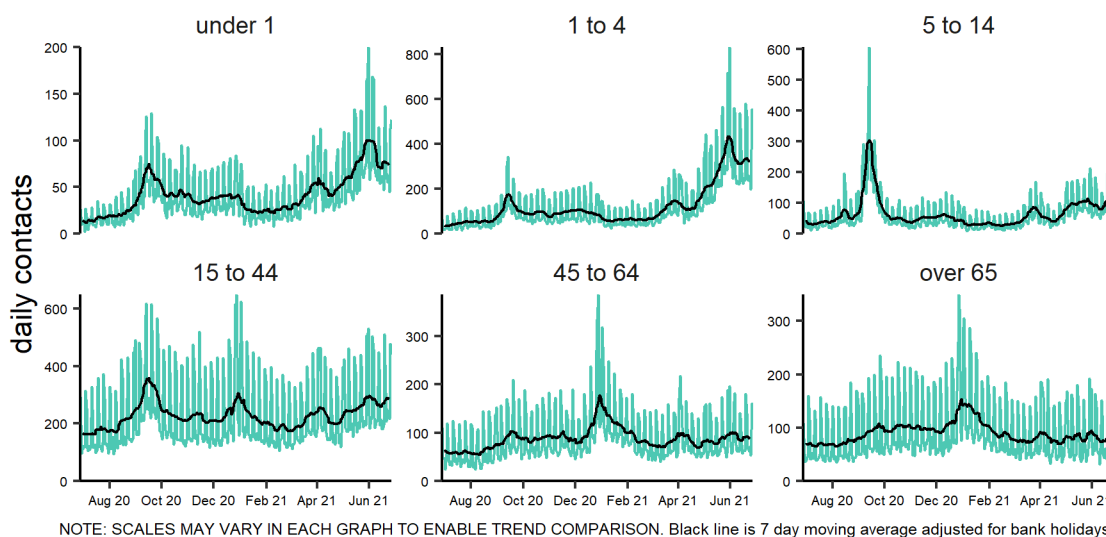 under 1
1 to 4
5 to 14
200
150
100
50
0
800
600
400
200
0
600
500
400
300
200
100
0
daily contacts
15 to 44
45 to 64
over 65
600
400
200
0
300
200
100
0
300
200
100
0
Aug 20 Oct 20 Dec 20 Feb 21 Apr 21 Jun 21
Aug 20 Oct 20 Dec 20 Feb 21 Apr 21 Jun 21
Aug 20 Oct 20 Dec 20 Feb 21 Apr 21 Jun 2
NOTE: SCALES MAY VARY IN EACH GRAPH TO ENABLE TREND COMPARISON. Black line is 7 day moving average adjusted for bank holidays